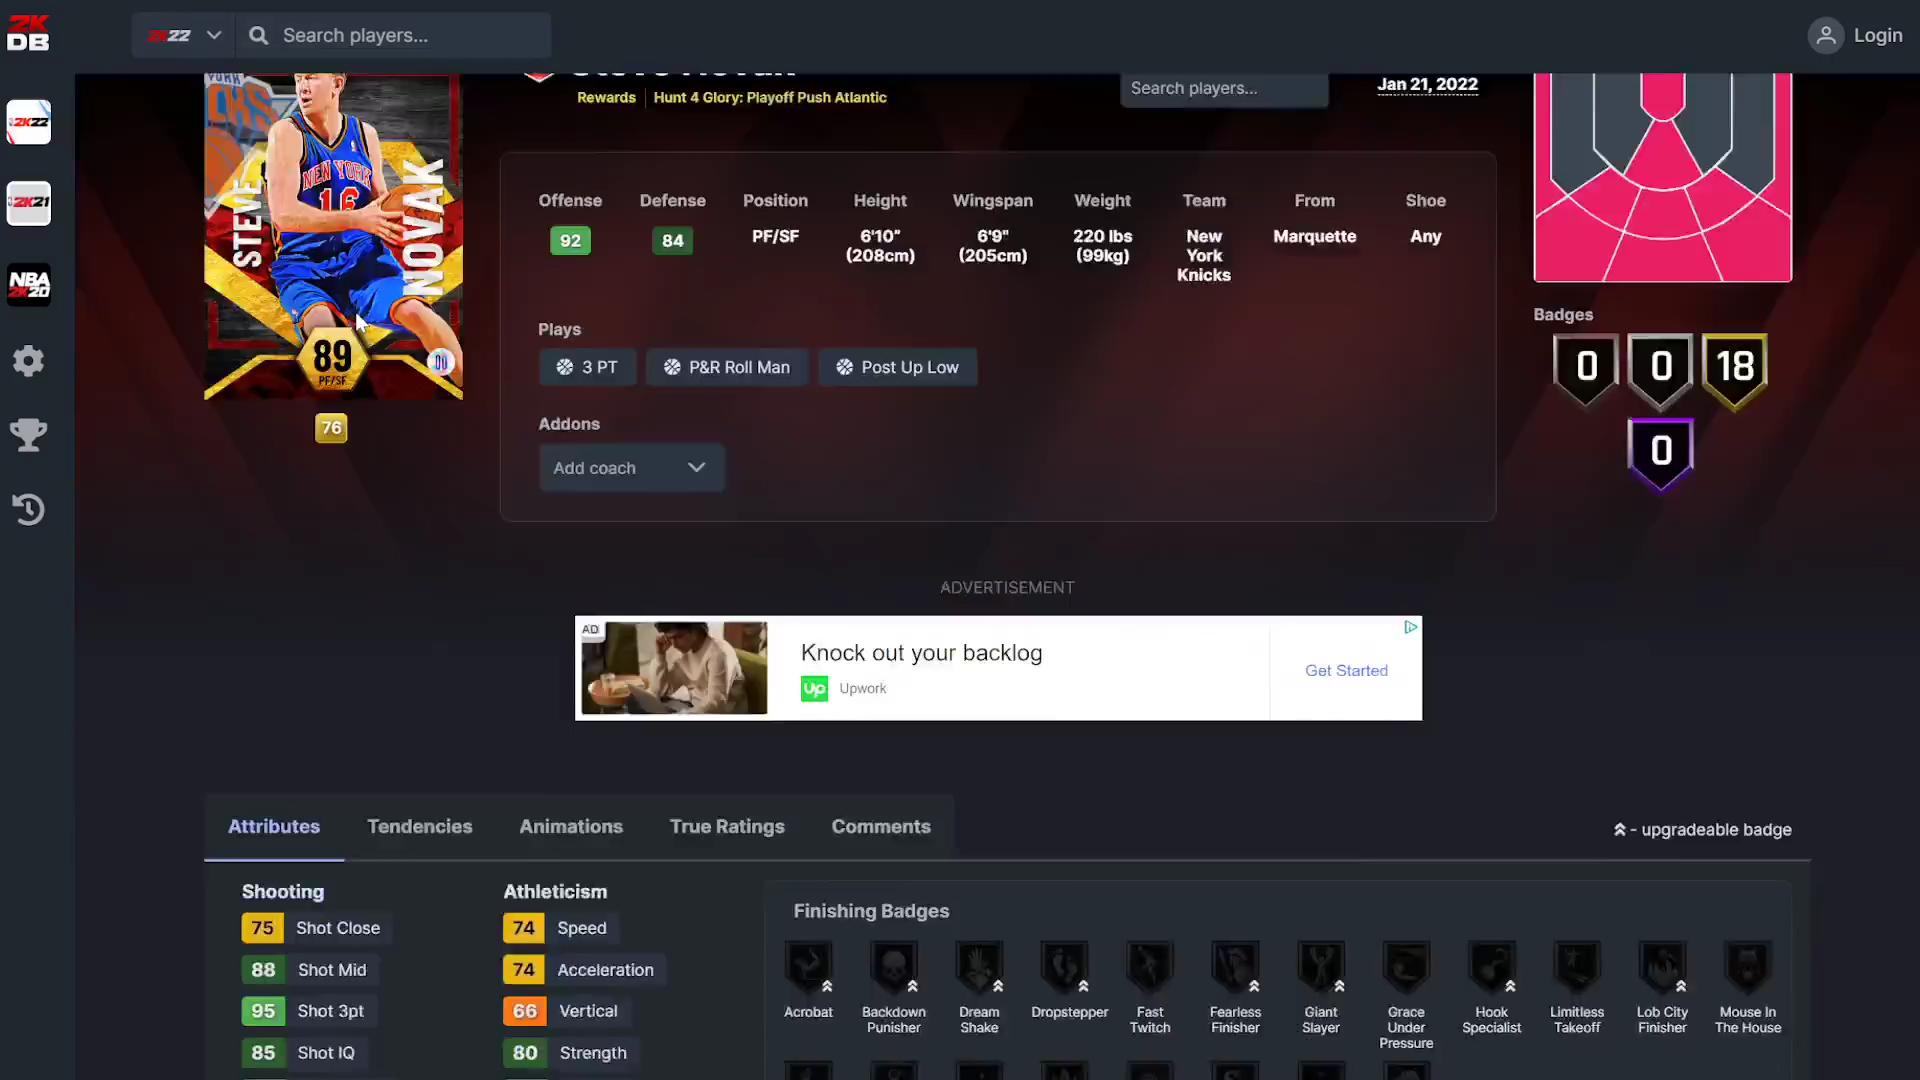 2K
DB
2K22
Search players...
Login
2K22
2K21
NBA
2K20
Rewards
Hunt 4 Glory: Playoff Push Atlantic
Search players...
Jan 21, 2022
STEVE
NOVAK
NEW YORK
16
89
PF/SF
76
Offense
Defense
Position
Height
Wingspan
Weight
Team
From
Shoe
92
84
PF/SF
6'10"
(208cm)
6'9"
(205cm)
220 lbs
(99kg)
New
York
Knicks
Marquette
Any
Plays
3 PT
P&R Roll Man
Post Up Low
Addons
Add coach
Badges
0
0
18
0
ADVERTISEMENT
AD
Knock out your backlog
Up
Upwork
Get Started
Attributes
Tendencies
Animations
True Ratings
Comments
- upgradeable badge
Shooting
75 Shot Close
88 Shot Mid
95 Shot 3pt
85 Shot IQ
Athleticism
74 Speed
74 Acceleration
66 Vertical
80 Strength
Finishing Badges
Acrobat
Backdown
Punisher
Dream
Shake
Dropstepper
Fast
Twitch
Fearless
Finisher
Giant
Slayer
Grace
Under
Pressure
Hook
Specialist
Limitless
Takeoff
Lob City
Finisher
Mouse In
The House